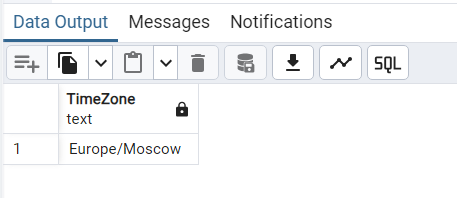 Data Output Messages Notifications
SQL
TimeZone
text
1 Europe/Moscow